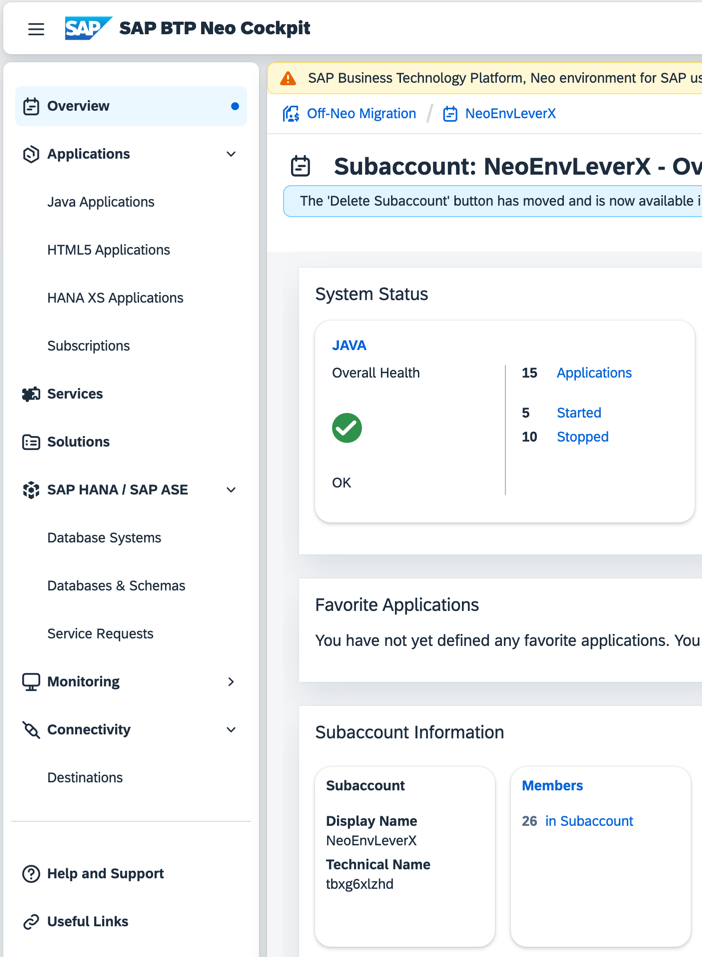 SAP SAP BTP Neo Cockpit
Overview
Applications
Java Applications
HTML5 Applications
HANA XS Applications
Subscriptions
Services
Solutions
SAP HANA / SAP ASE
Database Systems
Databases & Schemas
Service Requests
Monitoring
Connectivity
Destinations
Help and Support
Useful Links
SAP Business Technology Platform, Neo environment for SAP us
Off-Neo Migration / NeoEnvLeverX
Subaccount: NeoEnvLeverX - Ov
The 'Delete Subaccount' button has moved and is now available i
System Status
JAVA
Overall Health
OK
15 Applications
5 Started
10 Stopped
Favorite Applications
You have not yet defined any favorite applications. You
Subaccount Information
Subaccount
Display Name
NeoEnvLeverX
Technical Name
tbxg6xlzhd
Members
26 in Subaccount